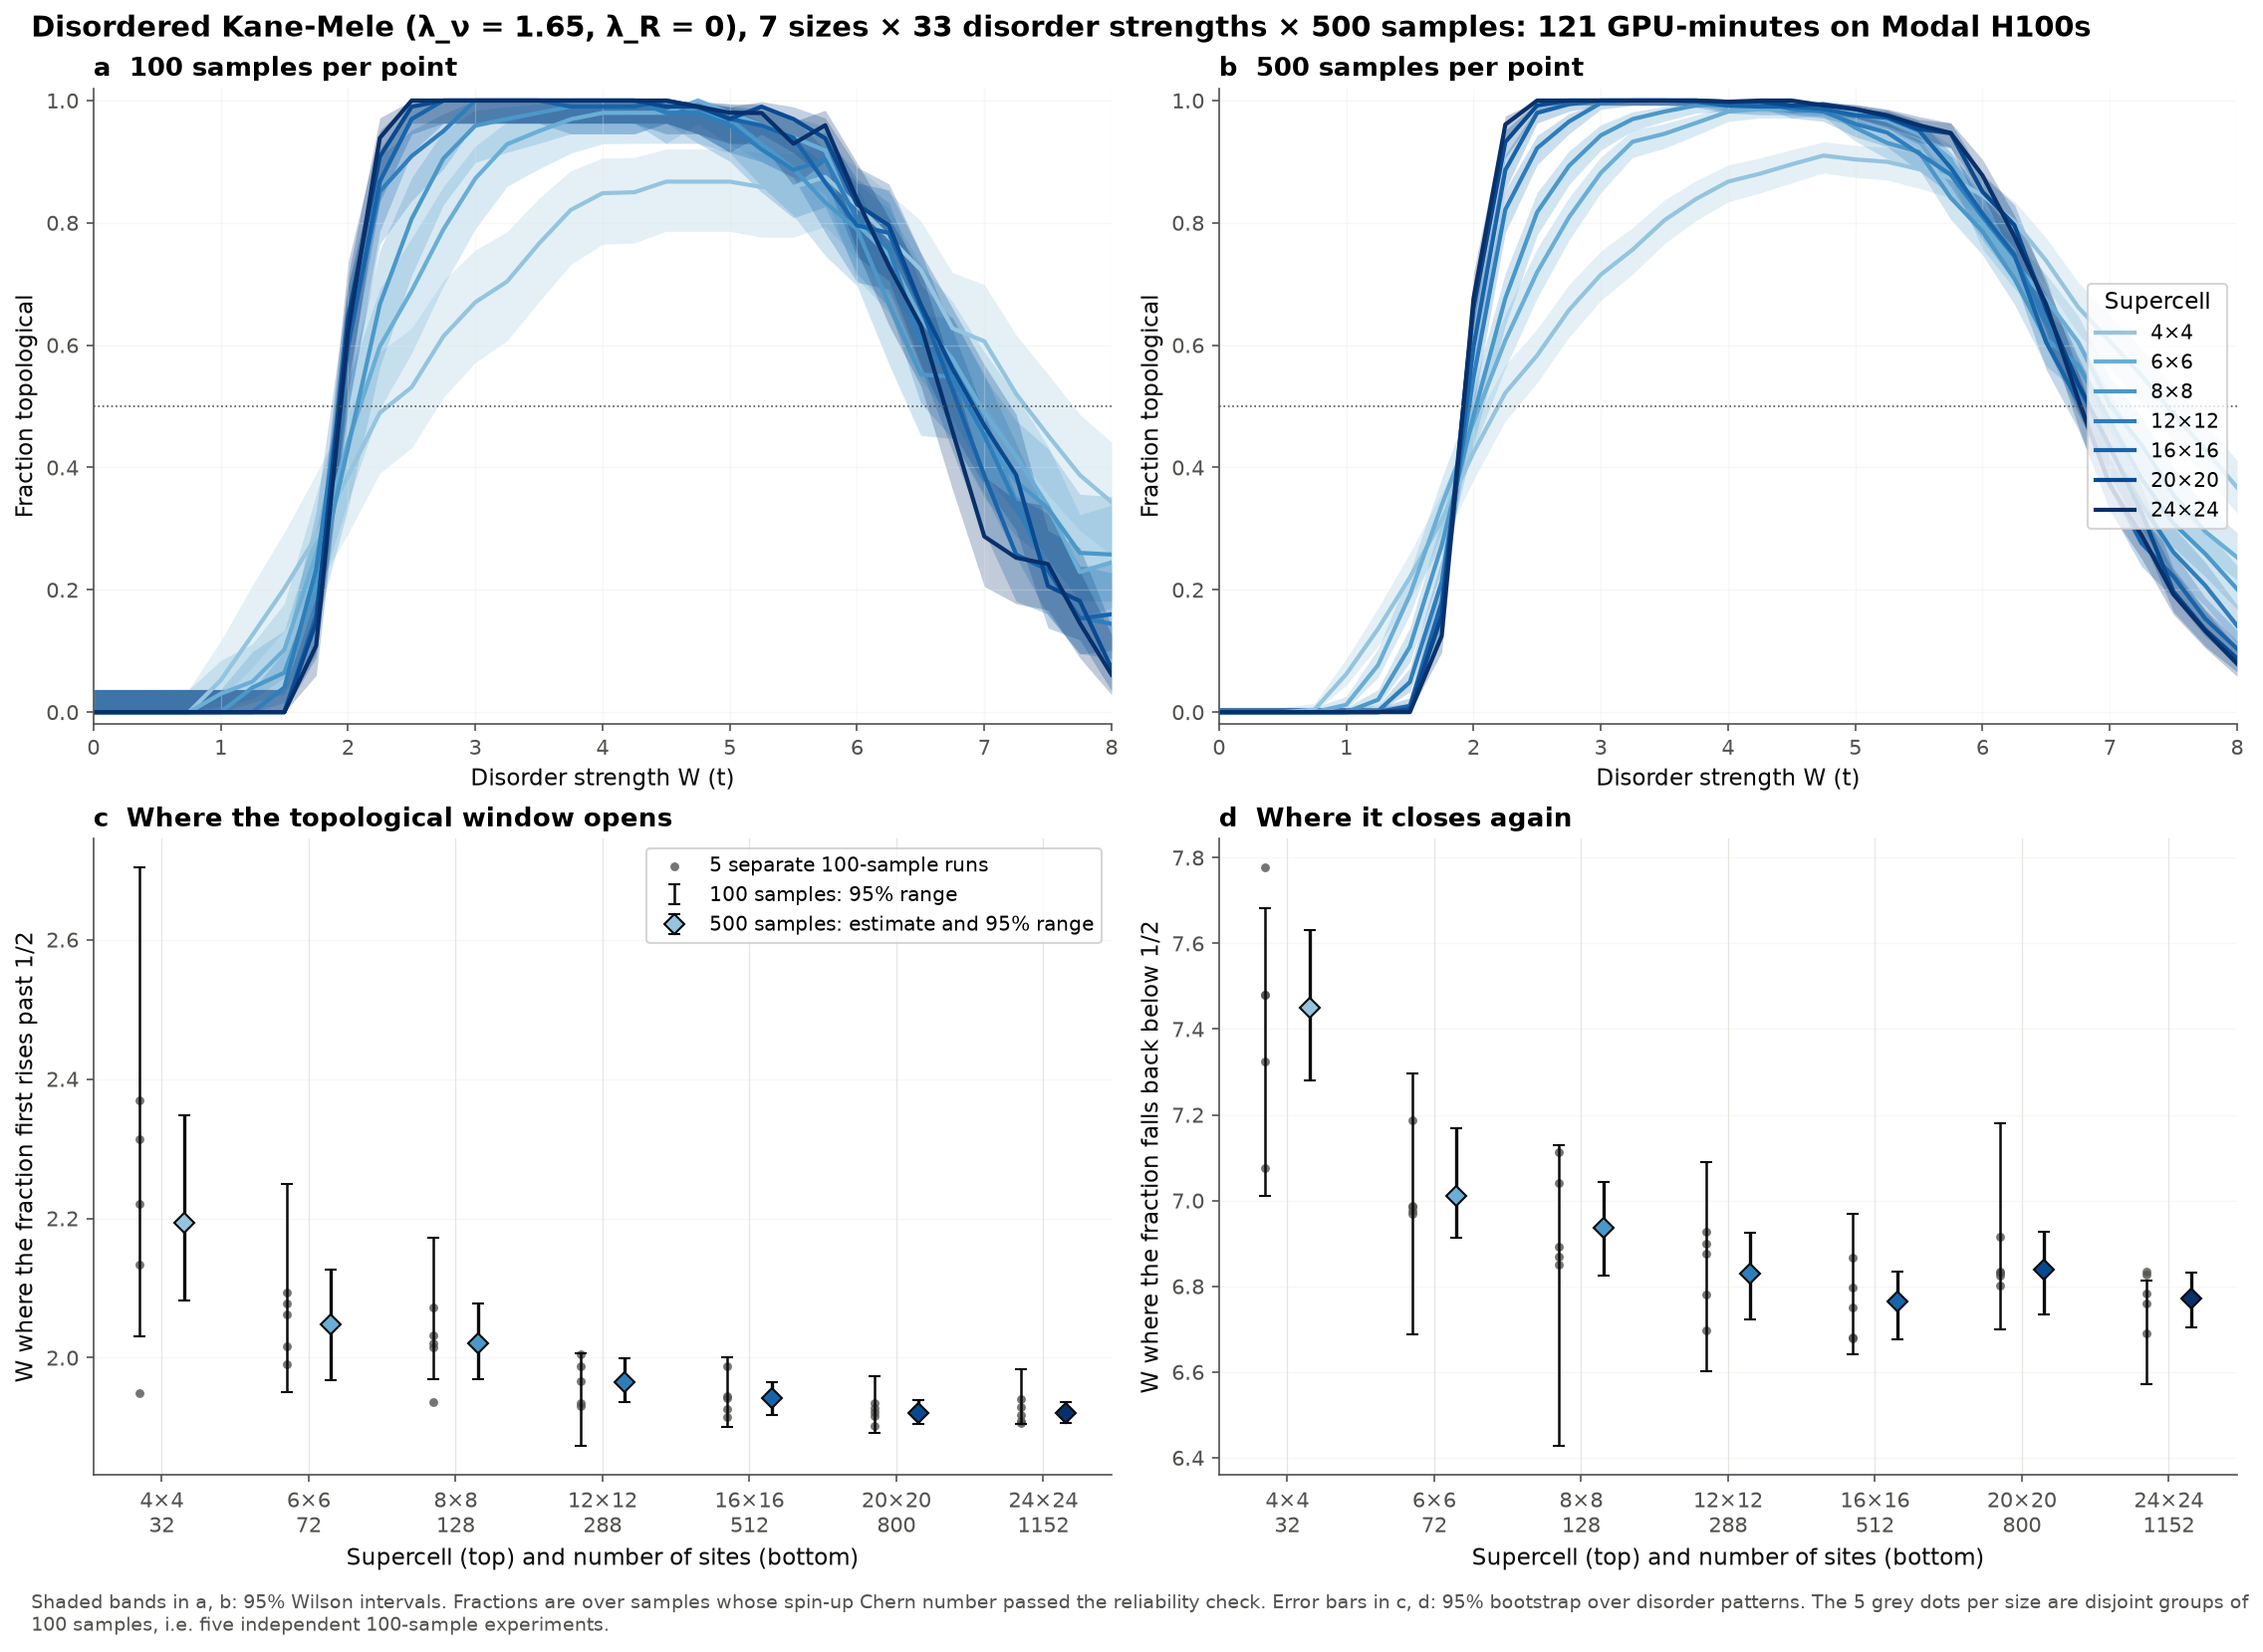 Disordered Kane-Mele (λ_ν = 1.65, λ_R = 0), 7 sizes × 33 disorder strengths × 500 samples: 121 GPU-minutes on Modal H100s
a 100 samples per point
Fraction topological
1.0
0.8
0.6
0.4
0.2
0.0
0 1 2 3 4 5 6 7 8
Disorder strength W (t)
b 500 samples per point
Fraction topological
1.0
0.8
0.6
0.4
0.2
0.0
Supercell
4×4
6×6
8×8
12×12
16×16
20×20
24×24
0 1 2 3 4 5 6 7 8
Disorder strength W (t)
c Where the topological window opens
W where the fraction first rises past 1/2
2.6
2.4
2.2
2.0
5 separate 100-sample runs
100 samples: 95% range
500 samples: estimate and 95% range
4×4 6×6 8×8 12×12 16×16 20×20 24×24
32 72 128 288 512 800 1152
Supercell (top) and number of sites (bottom)
d Where it closes again
W where the fraction falls back below 1/2
7.8
7.6
7.4
7.2
7.0
6.8
6.6
6.4
4×4 6×6 8×8 12×12 16×16 20×20 24×24
32 72 128 288 512 800 1152
Supercell (top) and number of sites (bottom)
Shaded bands in a, b: 95% Wilson intervals. Fractions are over samples whose spin-up Chern number passed the reliability check. Error bars in c, d: 95% bootstrap over disorder patterns. The 5 grey dots per size are disjoint groups of
100 samples, i.e. five independent 100-sample experiments.